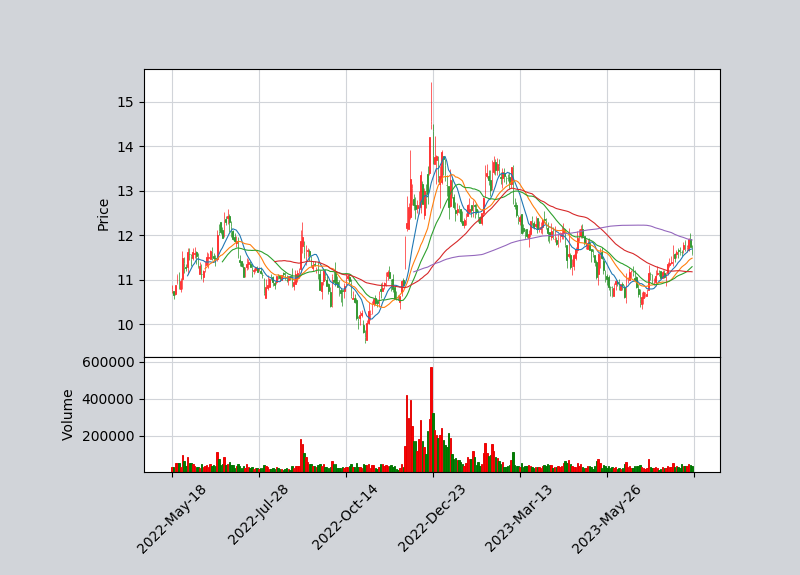 Price
15
14
13
12
11
10
Volume
600000
400000
200000
2022-May-18
2022-Jul-28
2022-Oct-14
2022-Dec-23
2023-Mar-13
2023-May-26